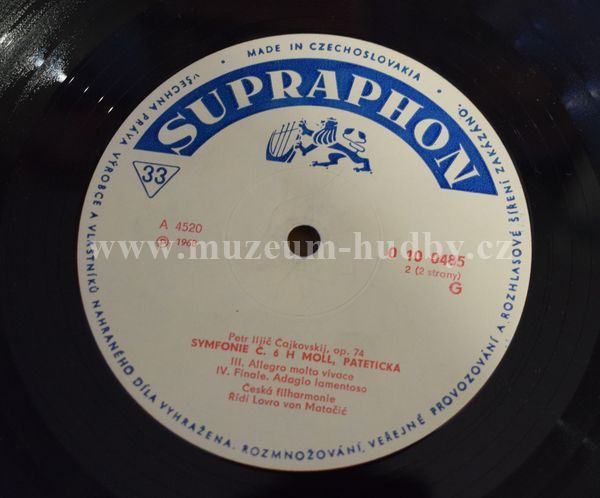 MADE IN CZECHOSLOVAKIA
SUPRAPHON
33
A 4520
℗ 1968
0 10 0485
2 (2 strany)
G
www.muzeum-hudby.cz
Petr Iljič Čajkovskij, op. 74
SYMFONIE Č. 6 H MOLL, PATETICKÁ
III. Allegro molto vivace
IV. Finale. Adagio lamentoso
Česká filharmonie
Řídí Lovro von Matačić
VŠECHNA PRÁVA VÝROBCE A VLASTNÍKŮ NAHRANÉHO DÍLA VYHRAŽENA. ROZMNOŽOVÁNÍ, VEŘEJNÉ PROVOZOVÁNÍ A ROZHLASOVÉ ŠÍŘENÍ ZAKÁZÁNO.